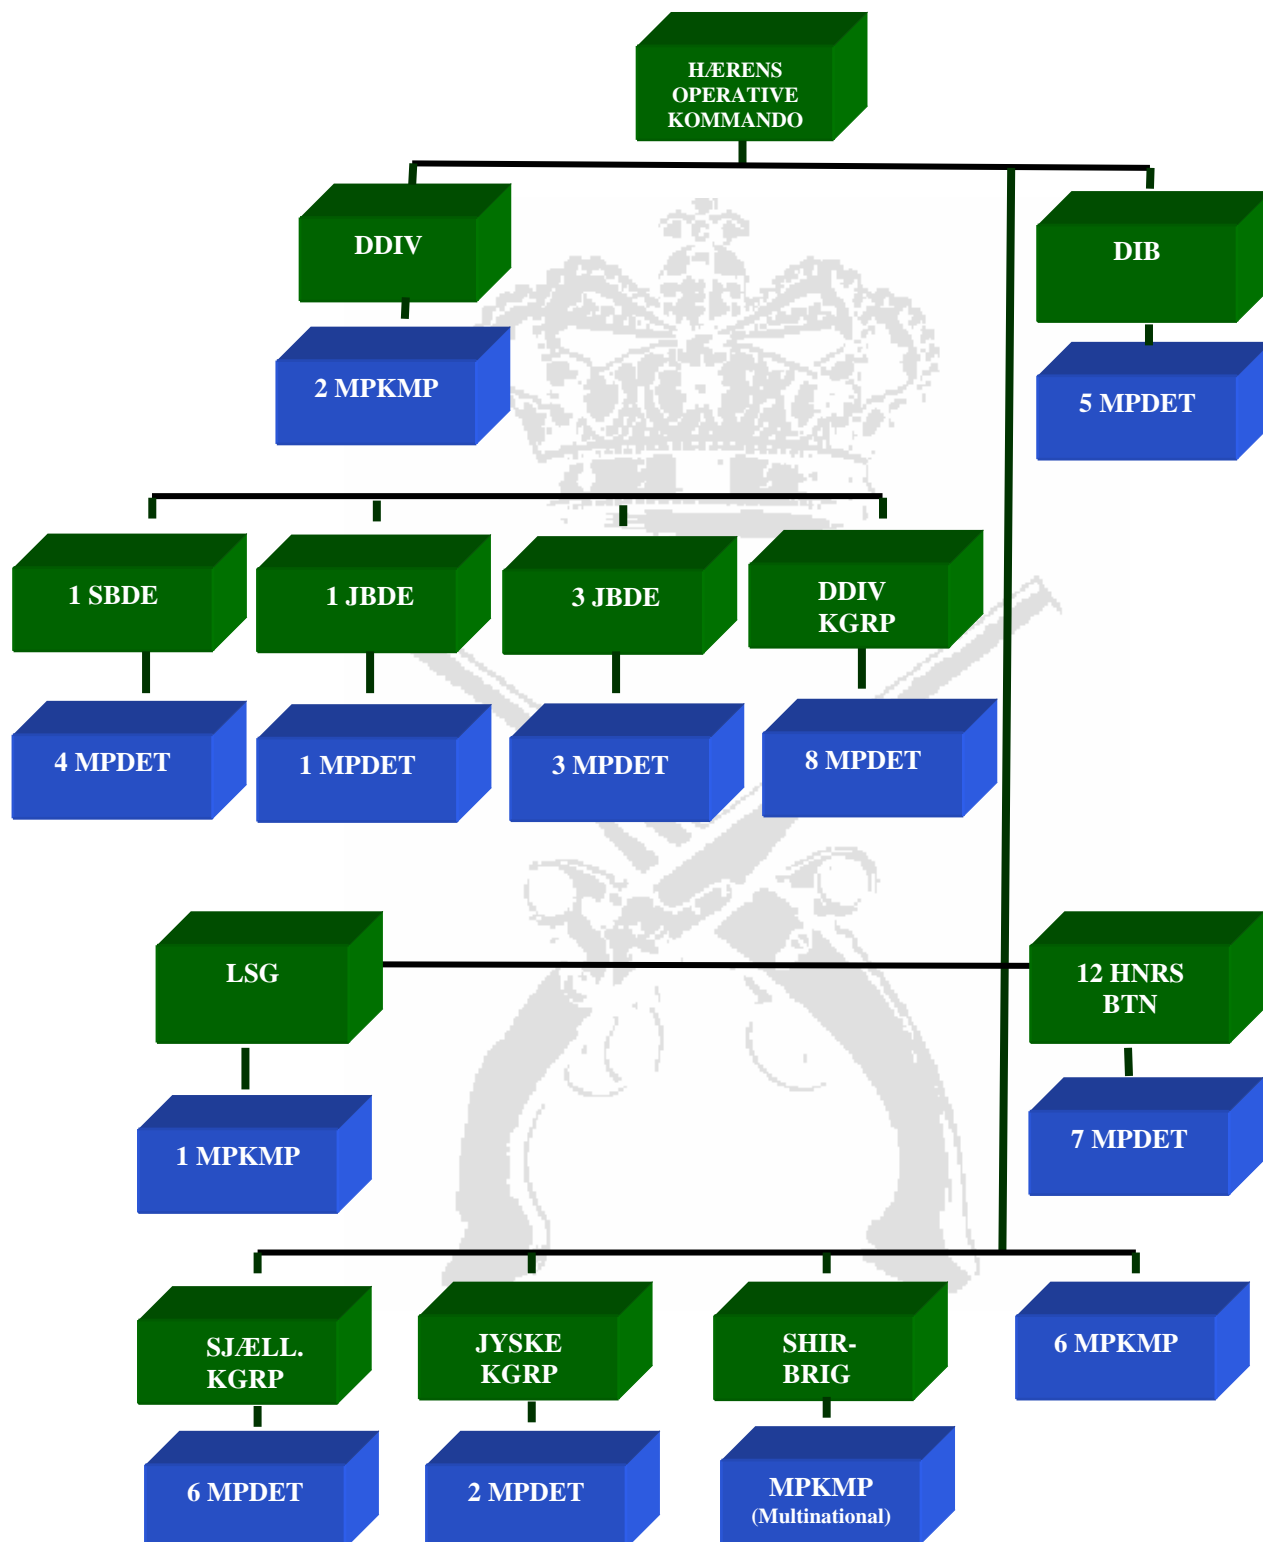 HÆRENS
OPERATIVE
KOMMANDO
DDIV
DIB
2 MPKMP
5 MPDET
1 SBDE
1 JBDE
3 JBDE
DDIV
KGRP
4 MPDET
1 MPDET
3 MPDET
8 MPDET
LSG
12 HNRS
BTN
1 MPKMP
7 MPDET
SJÆLL.
KGRP
JYSKE
KGRP
SHIR-
BRIG
6 MPKMP
6 MPDET
2 MPDET
MPKMP
(Multinational)